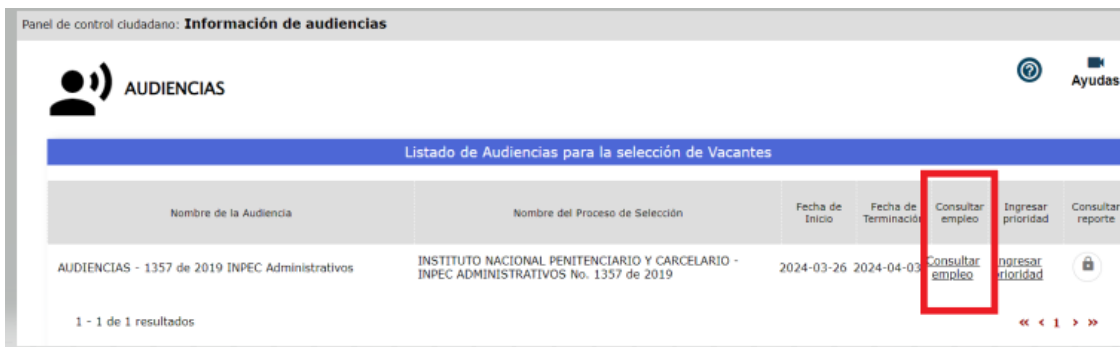 Panel de control ciudadano: Información de audiencias
AUDIENCIAS
Ayudas
Listado de Audiencias para la selección de Vacantes
Nombre de la Audiencia
Nombre del Proceso de Selección
Fecha de Inicio
Fecha de Terminación
Consultar empleo
Ingresar prioridad
Consultar reporte
AUDIENCIAS - 1357 de 2019 INPEC Administrativos
INSTITUTO NACIONAL PENITENCIARIO Y CARCELARIO -
INPEC ADMINISTRATIVOS No. 1357 de 2019
2024-03-26
2024-04-03
Consultar empleo
Ingresar prioridad
1 - 1 de 1 resultados
« ‹ 1 › »